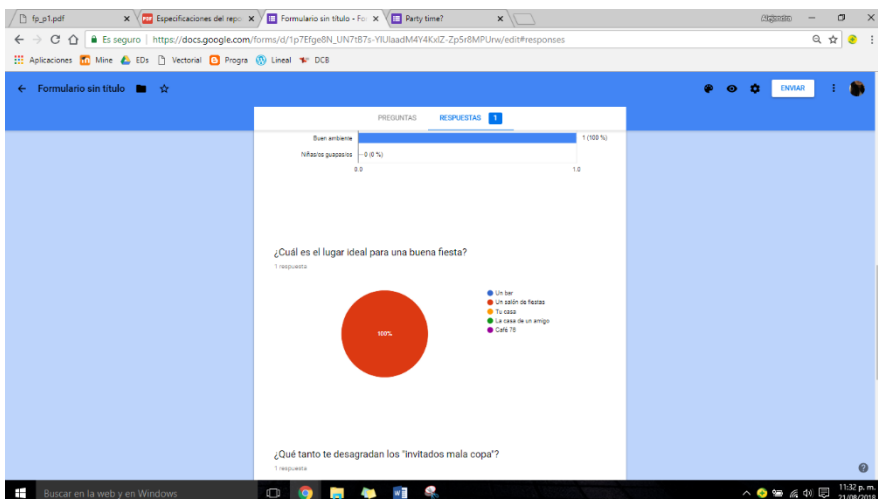 fp_p1.pdf
Especificaciones del repo
Formulario sin título - Fo
Party time?
Alejandro
Es seguro | https://docs.google.com/forms/d/1p7Efge8N_UN7tB7s-YlUlaadM4Y4KxlZ-Zp5r8MPUrw/edit#responses
Aplicaciones Mine EDs Vectorial Progra Lineal DCB
Formulario sin título
ENVIAR
PREGUNTAS RESPUESTAS 1
Buen ambiente 1 (100 %)
Niñas/os guapas/os 0 (0 %)
0.0 1.0
¿Cuál es el lugar ideal para una buena fiesta?
1 respuesta
100%
Un bar
Un salón de fiestas
Tu casa
La casa de un amigo
Café 78
¿Qué tanto te desagradan los "invitados mala copa"?
1 respuesta
Buscar en la web y en Windows
11:32 p. m.
21/08/2018